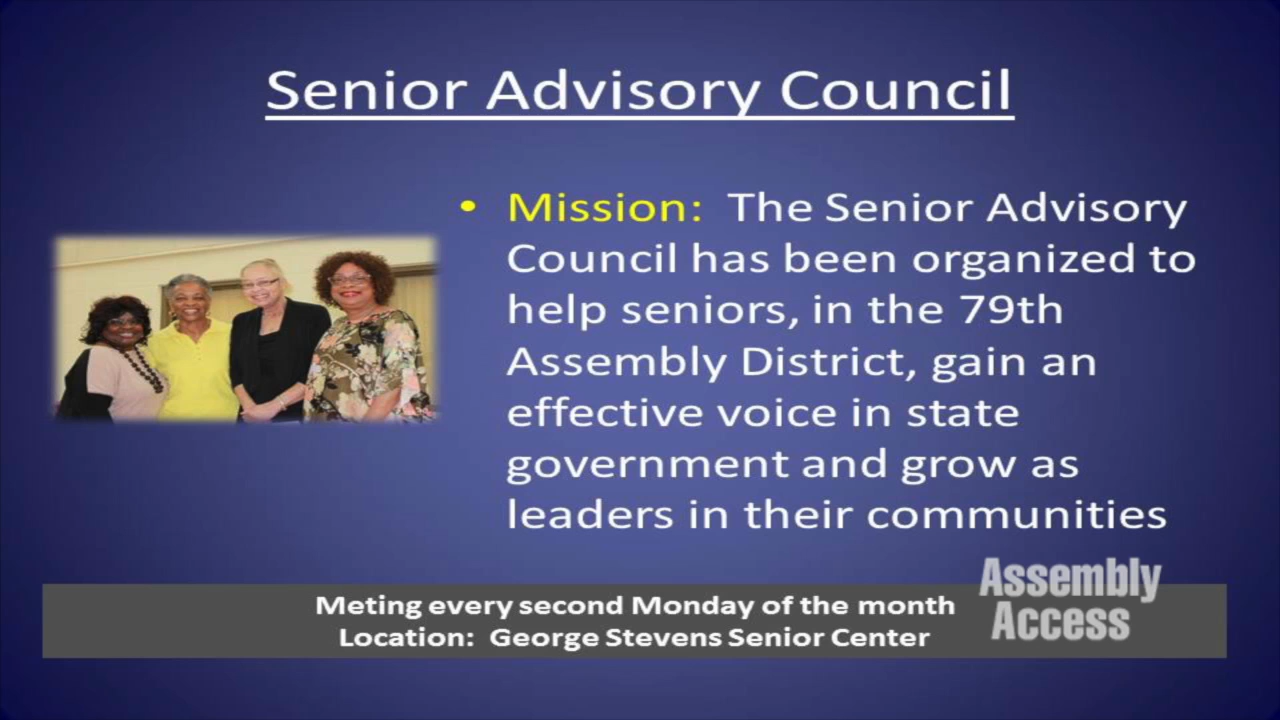 Senior Advisory Council
• Mission: The Senior Advisory
Council has been organized to
help seniors, in the 79th
Assembly District, gain an
effective voice in state
government and grow as
leaders in their communities
Meting every second Monday of the month
Location: George Stevens Senior Center
Assembly
Access